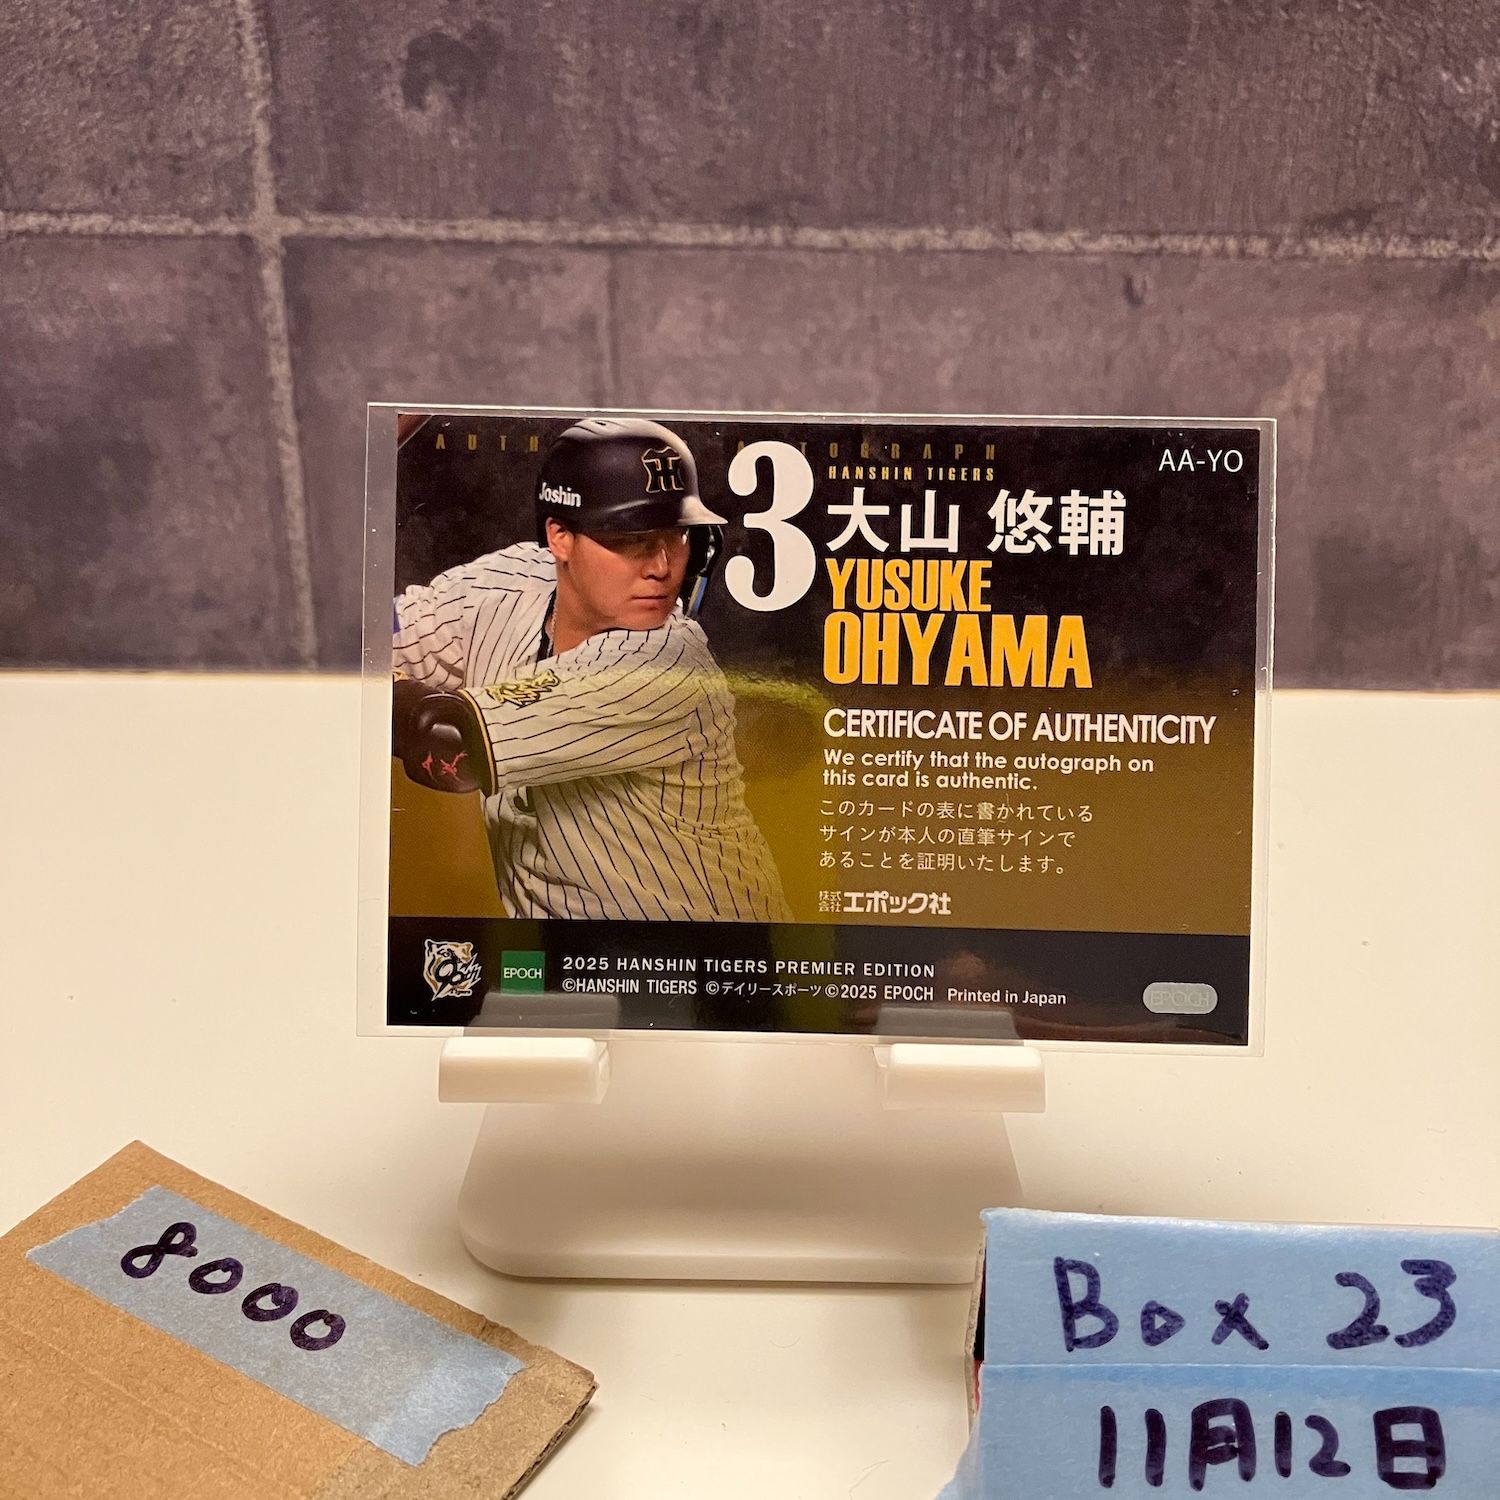 AUTH A TOGRAPH
HANSHIN TIGERS
AA-YO
Joshin
3
大山 悠輔
YUSUKE
OHYAMA
CERTIFICATE OF AUTHENTICITY
We certify that the autograph on
this card is authentic.
このカードの表に書かれている
サインが本人の直筆サインで
あることを証明いたします。
株式会社エポック社
EPOCH
2025 HANSHIN TIGERS PREMIER EDITION
©HANSHIN TIGERS ©デイリースポーツ ©2025 EPOCH Printed in Japan
EPOCH
8000
Box 23
11月12日